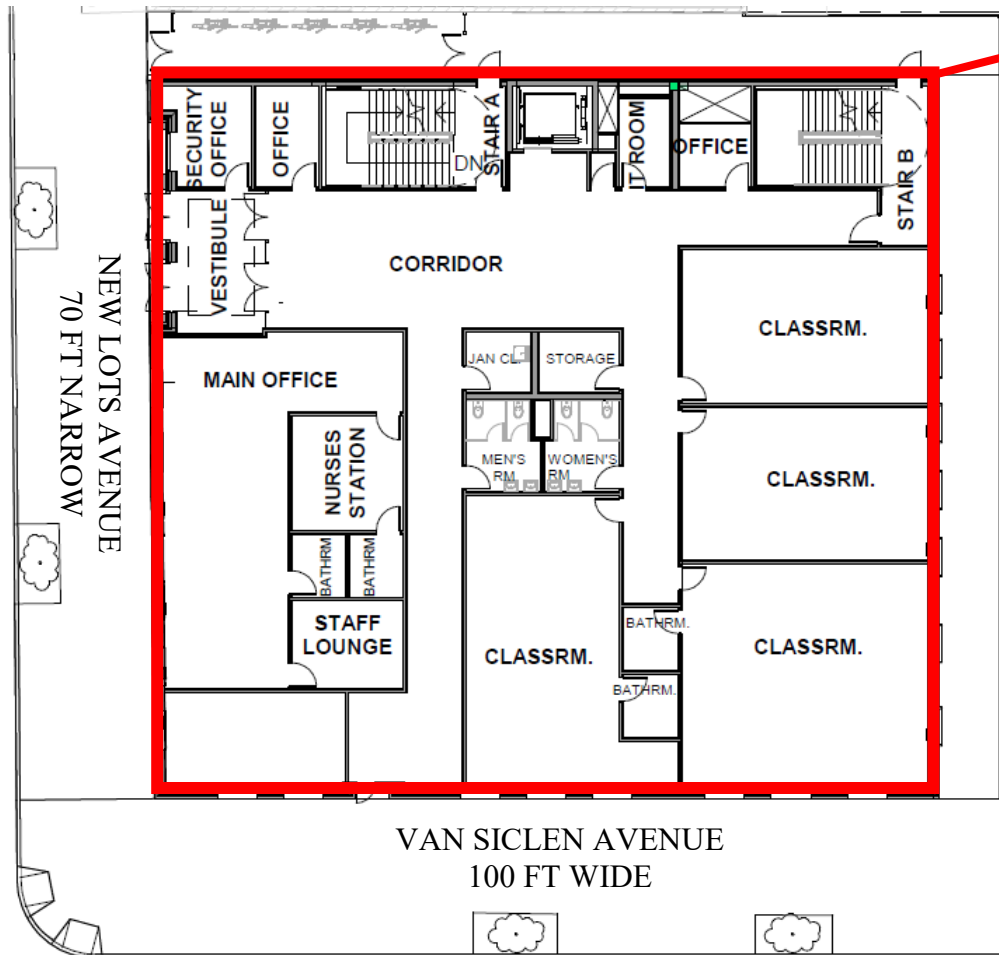 SECURITY
OFFICE
OFFICE
DN
STAIR A
IT ROOM
OFFICE
STAIR B
VESTIBULE
CORRIDOR
CLASSRM.
NEW LOTS AVENUE
70 FT NARROW
MAIN OFFICE
JAN CL.
STORAGE
NURSES
STATION
MEN'S
RM
WOMEN'S
RM
CLASSRM.
BATHRM
BATHRM
STAFF
LOUNGE
CLASSRM.
BATHRM.
CLASSRM.
BATHRM.
VAN SICLEN AVENUE
100 FT WIDE